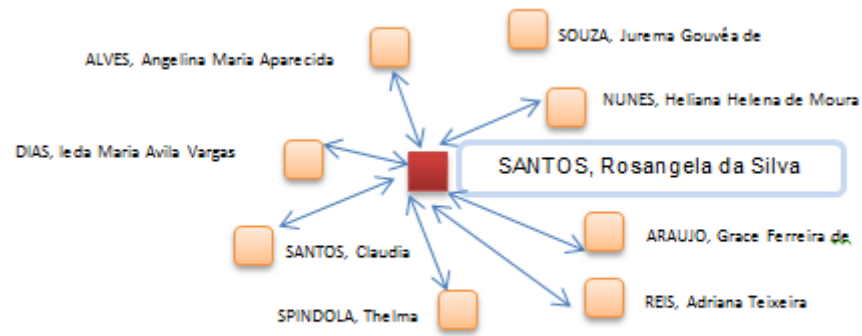 SOUZA, Jurema Gouvêa de
ALVES, Angelina Maria Aparecida
NUNES, Heliana Helena de Moura
DIAS, Ieda Maria Avila Vargas
SANTOS, Rosangela da Silva
ARAUJO, Grace Ferreira de
SANTOS, Claudia
REIS, Adriana Teixeira
SPINDOLA, Thelma